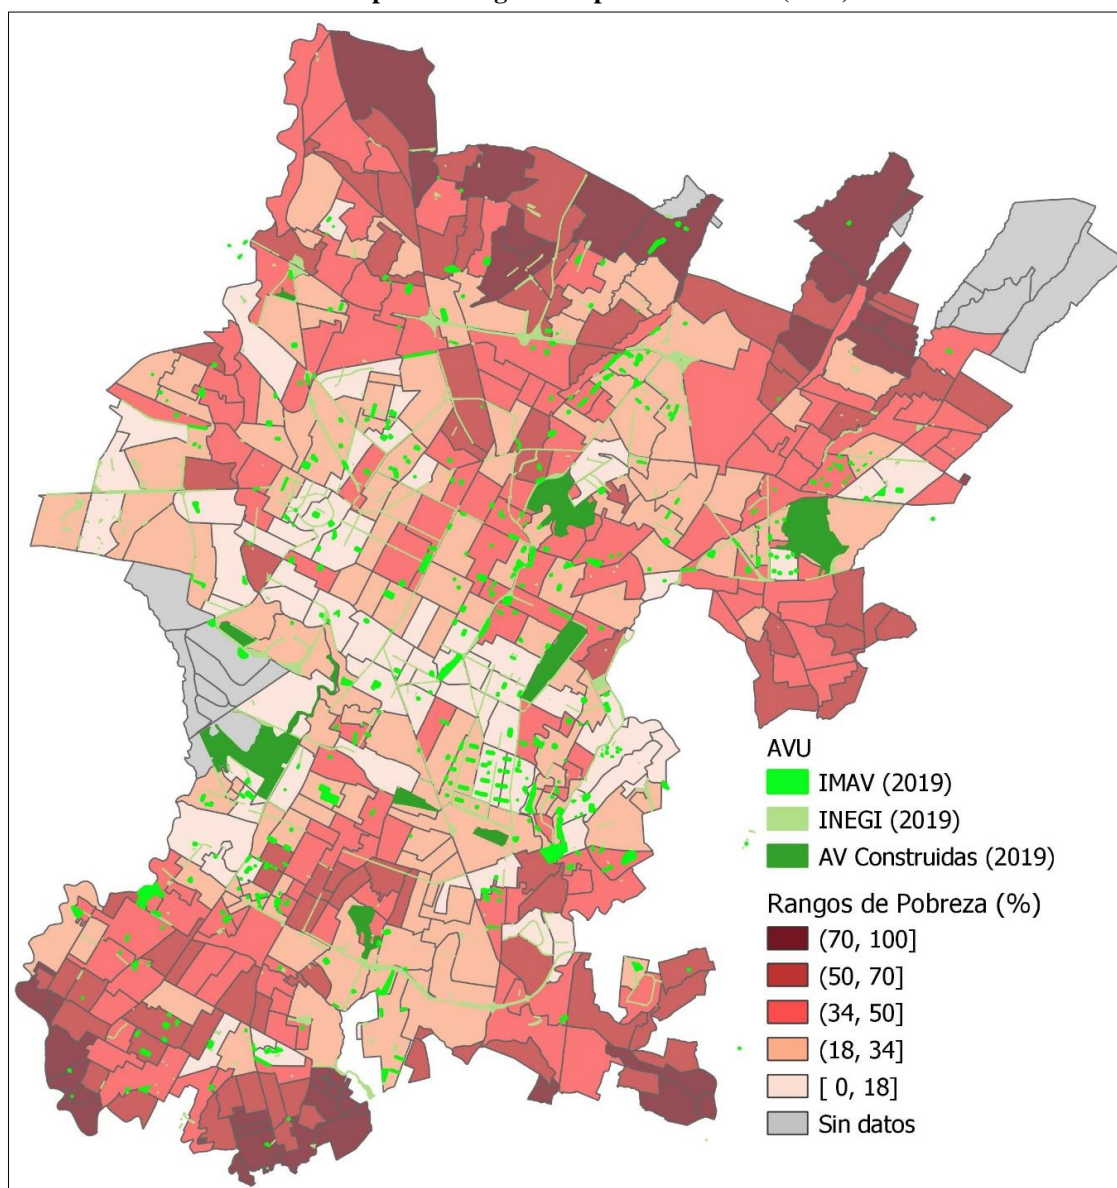 AVU
IMAV (2019)
INEGI (2019)
AV Construidas (2019)
Rangos de Pobreza (%)
(70, 100]
(50, 70]
(34, 50]
(18, 34]
[ 0, 18]
Sin datos